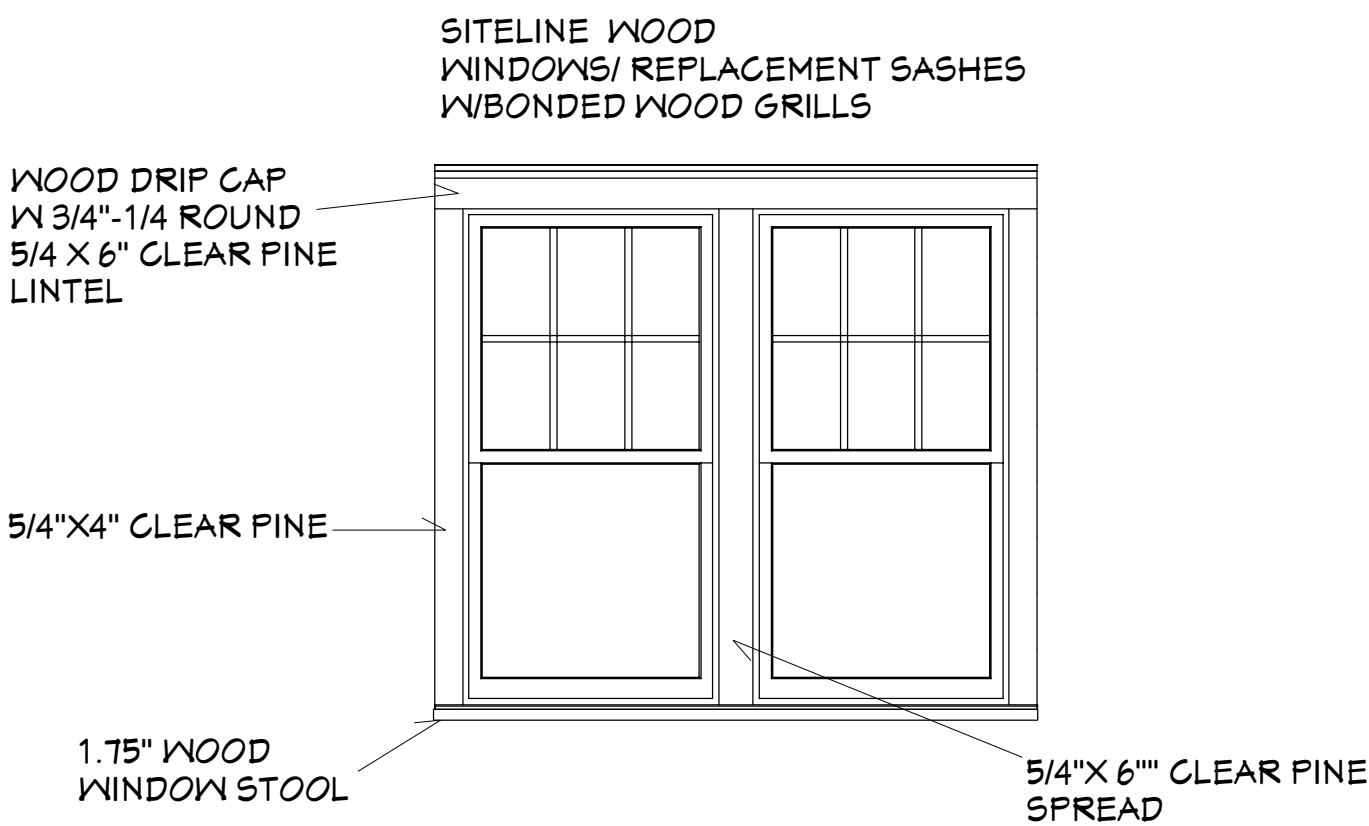 SITELINE WOOD
WINDOWS/ REPLACEMENT SASHES
W/BONDED WOOD GRILLS
WOOD DRIP CAP
W 3/4"-1/4 ROUND
5/4 X 6" CLEAR PINE
LINTEL
5/4"X4" CLEAR PINE
1.75" WOOD
WINDOW STOOL
5/4"X 6"" CLEAR PINE
SPREAD